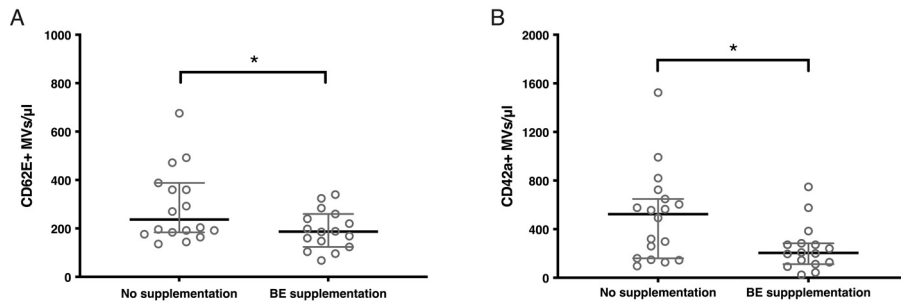 A
CD62E+ MVs/µl
1000
800
600
400
200
0
*
No supplementation
BE supplementation
B
CD42a+ MVs/µl
2000
1600
1200
800
400
0
*
No supplementation
BE suppplementation